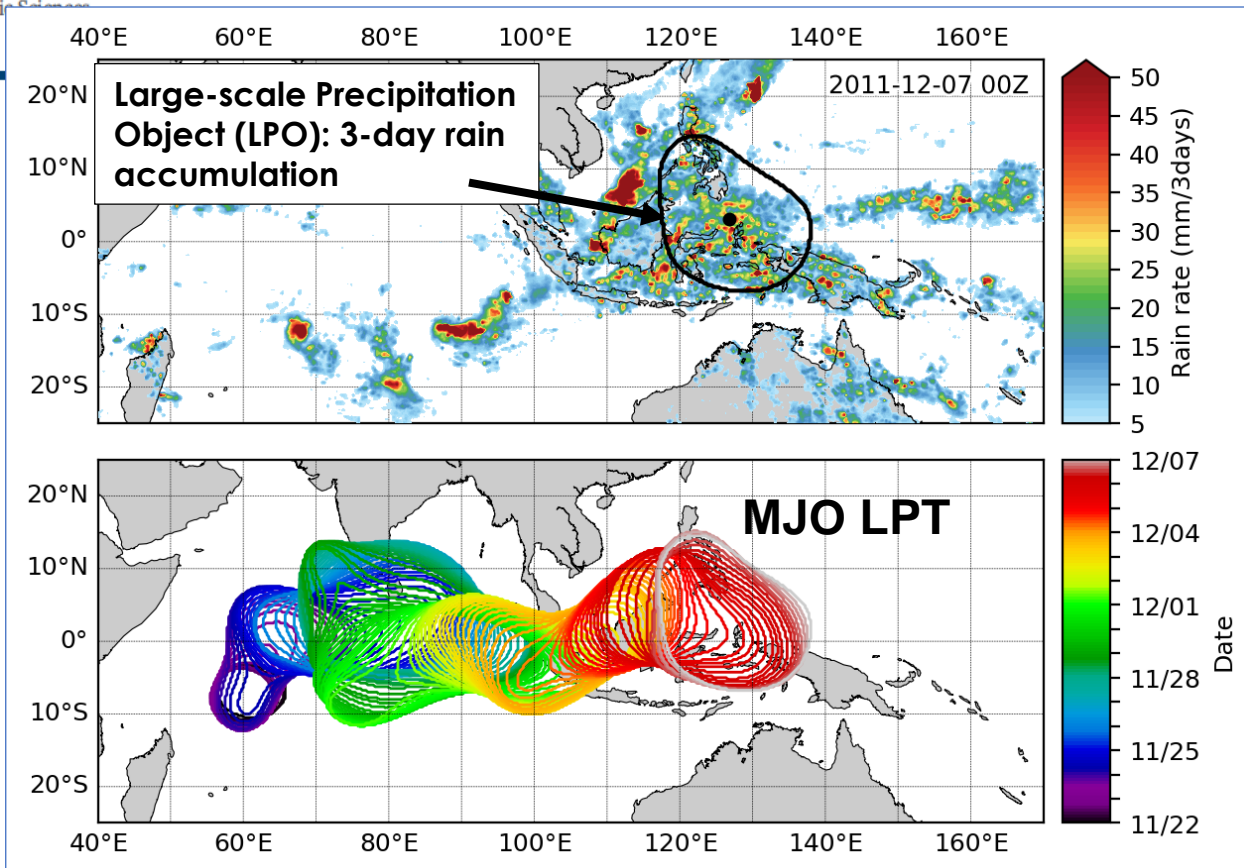 40°E 60°E 80°E 100°E 120°E 140°E 160°E
Large-scale Precipitation
Object (LPO): 3-day rain
accumulation
2011-12-07 00Z
20°N
10°N
0°
10°S
20°S
50
45
40
35
30
25
20
15
10
5
Rain rate (mm/3days)
MJO LPT
20°N
10°N
0°
10°S
20°S
12/07
12/04
12/01
11/28
11/25
11/22
Date
40°E 60°E 80°E 100°E 120°E 140°E 160°E